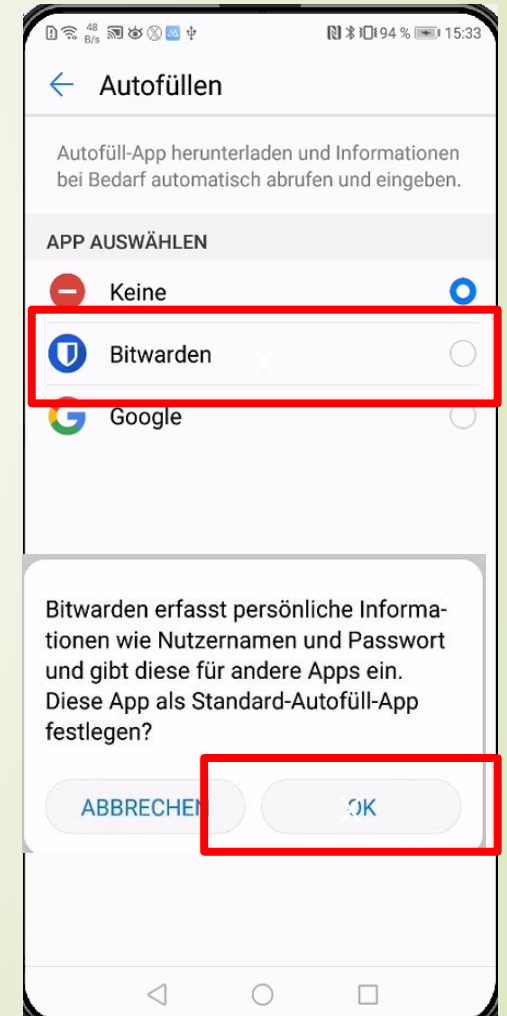 48 B/s 94 % 15:33
Autofüllen
Autofüll-App herunterladen und Informationen
bei Bedarf automatisch abrufen und eingeben.
APP AUSWÄHLEN
Keine
Bitwarden
x
Google
Bitwarden erfasst persönliche Informa-
tionen wie Nutzernamen und Passwort
und gibt diese für andere Apps ein.
Diese App als Standard-Autofüll-App
festlegen?
ABBRECHEN
OK
x